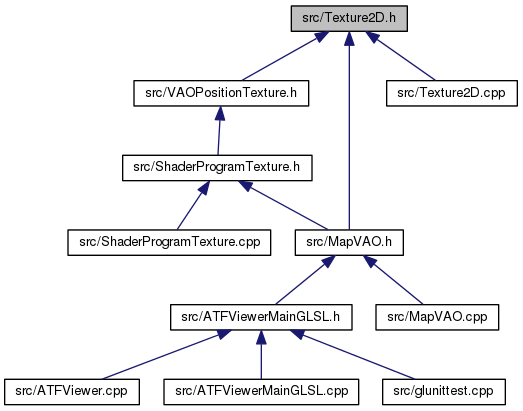 src/Texture2D.h
src/VAOPositionTexture.h
src/Texture2D.cpp
src/ShaderProgramTexture.h
src/ShaderProgramTexture.cpp
src/MapVAO.h
src/ATFViewerMainGLSL.h
src/MapVAO.cpp
src/ATFViewer.cpp
src/ATFViewerMainGLSL.cpp
src/glunittest.cpp